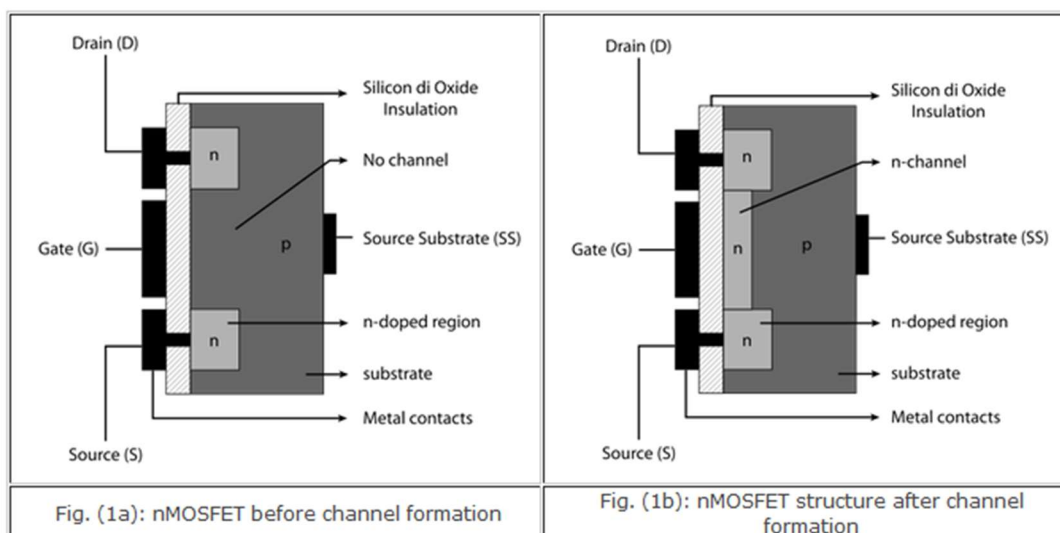 Drain (D)
Silicon di Oxide
Insulation
n
No channel
Gate (G)
p
Source Substrate (SS)
n-doped region
n
substrate
Metal contacts
Source (S)
Fig. (1a): nMOSFET before channel formation
Drain (D)
Silicon di Oxide
Insulation
n
n-channel
Gate (G)
n
p
Source Substrate (SS)
n-doped region
n
substrate
Metal contacts
Source (S)
Fig. (1b): nMOSFET structure after channel
formation